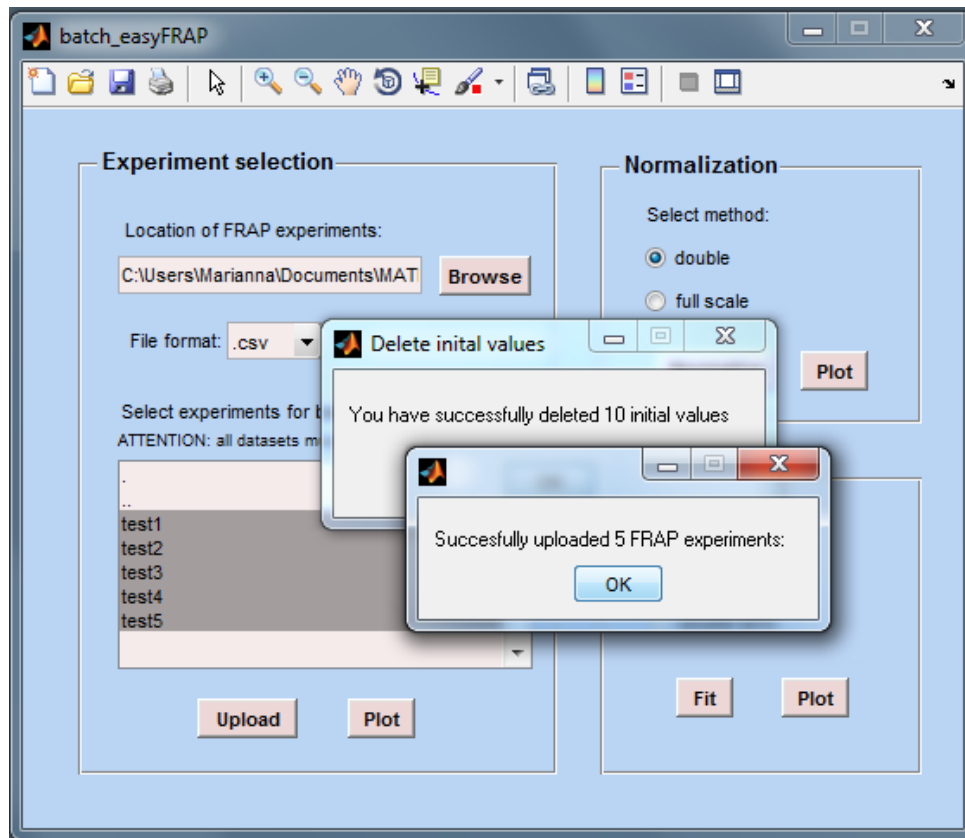 batch_easyFRAP
Experiment selection
Location of FRAP experiments:
C:\Users\Marianna\Documents\MAT
Browse
File format: .csv
Select experiments for b
ATTENTION: all datasets m
.
..
test1
test2
test3
test4
test5
Upload
Plot
Normalization
Select method:
double
full scale
Plot
Delete inital values
You have successfully deleted 10 initial values
Succesfully uploaded 5 FRAP experiments:
OK
Fit
Plot